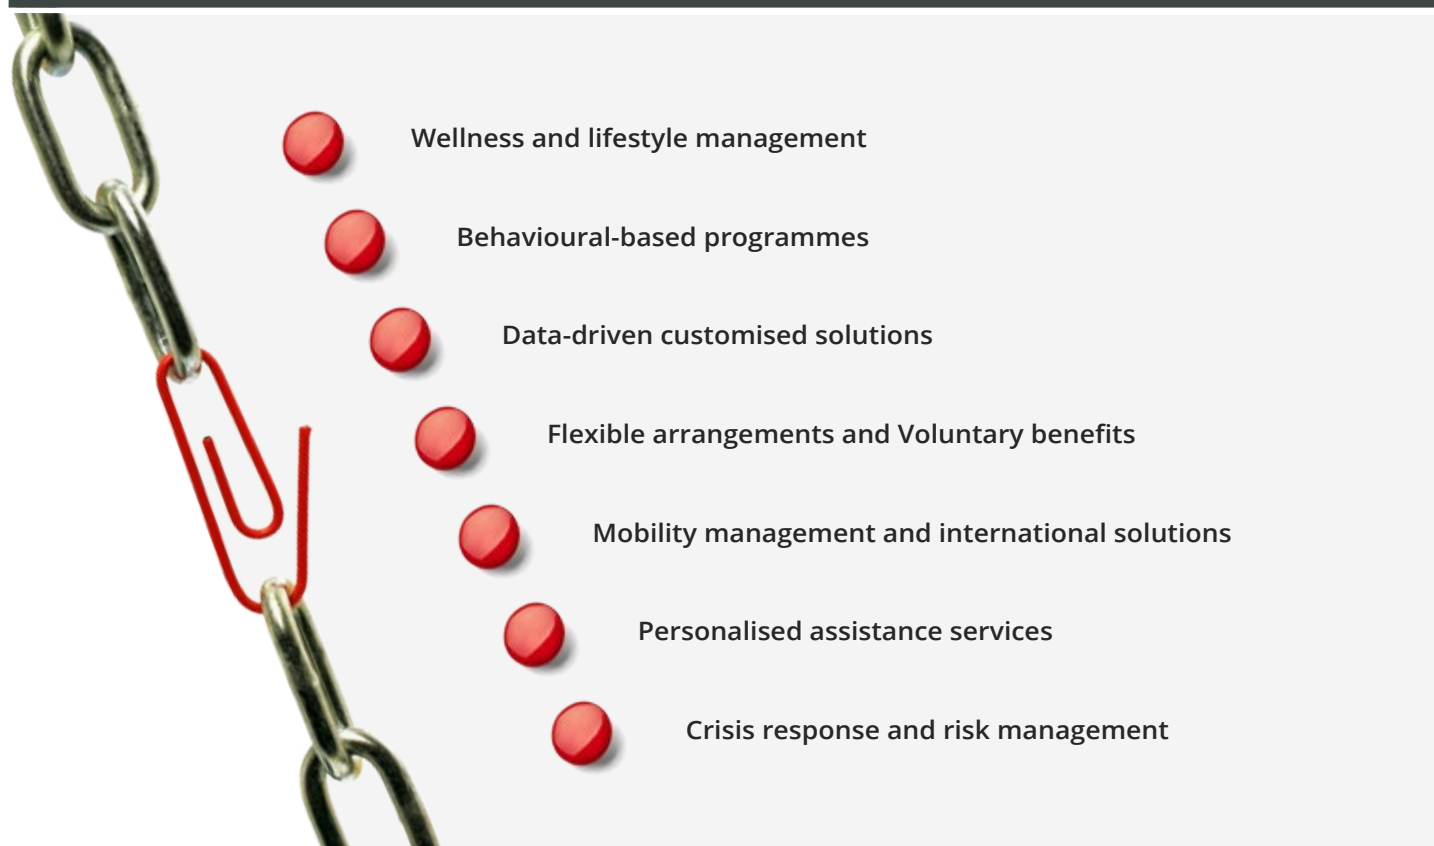 Wellness and lifestyle management
Behavioural-based programmes
Data-driven customised solutions
Flexible arrangements and Voluntary benefits
Mobility management and international solutions
Personalised assistance services
Crisis response and risk management